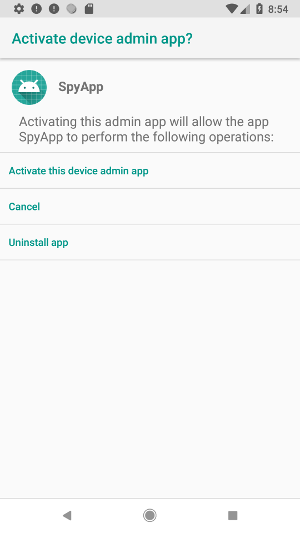 8:54
Activate device admin app?
SpyApp
Activating this admin app will allow the app
SpyApp to perform the following operations:
Activate this device admin app
Cancel
Uninstall app